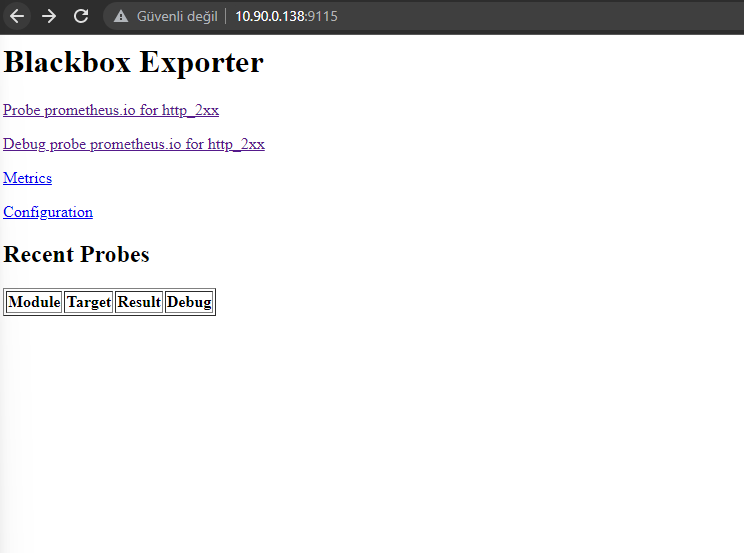 Güvenli değil 10.90.0.138:9115
Blackbox Exporter
Probe prometheus.io for http_2xx
Debug probe prometheus.io for http_2xx
Metrics
Configuration
Recent Probes
Module Target Result Debug